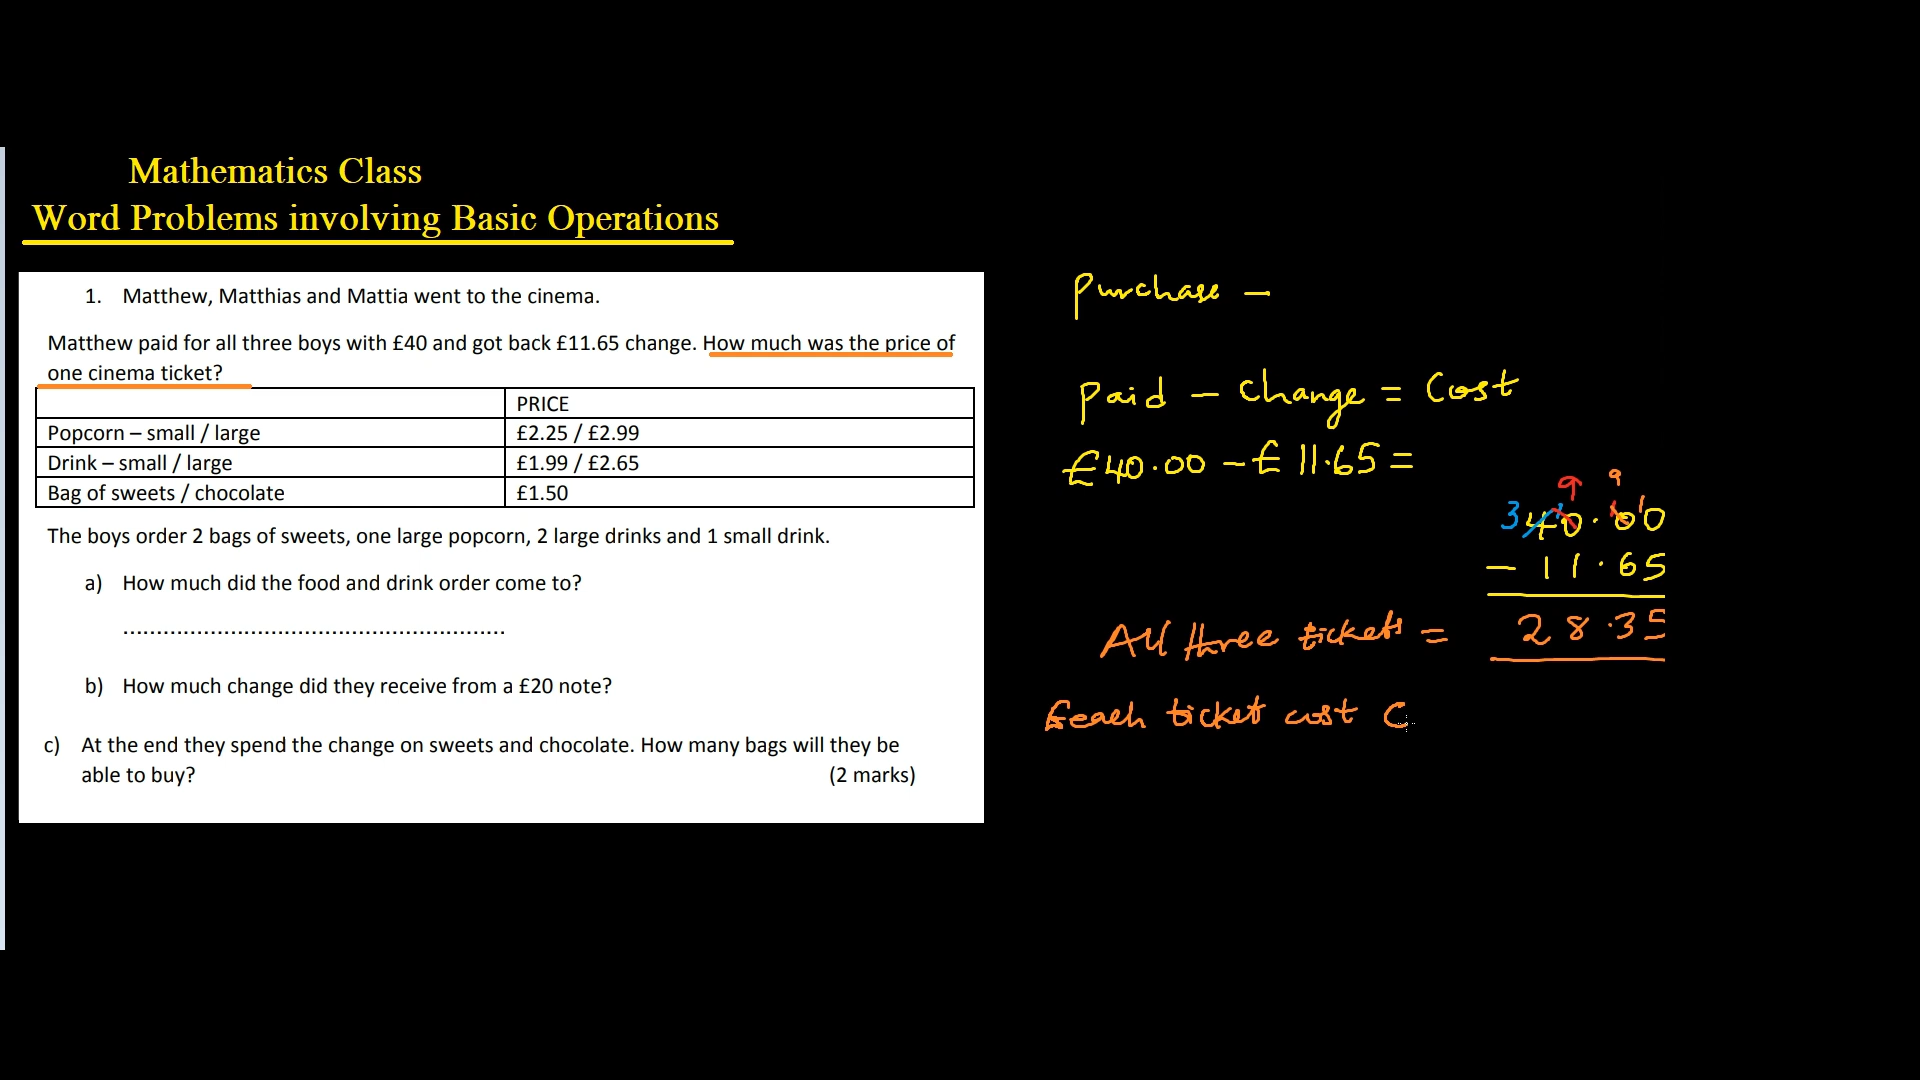 Mathematics Class
Word Problems involving Basic Operations
1. Matthew, Matthias and Mattia went to the cinema.
Matthew paid for all three boys with £40 and got back £11.65 change. How much was the price of
one cinema ticket?
PRICE
Popcorn – small / large £2.25 / £2.99
Drink – small / large £1.99 / £2.65
Bag of sweets / chocolate £1.50
The boys order 2 bags of sweets, one large popcorn, 2 large drinks and 1 small drink.
a) How much did the food and drink order come to?
......................................................
b) How much change did they receive from a £20 note?
c) At the end they spend the change on sweets and chocolate. How many bags will they be
able to buy? (2 marks)
Purchase –
Paid – Change = Cost
£40.00 – £11.65 =
9 9
3 40.00
– 11.65
All three tickets = 28.35
each ticket cost